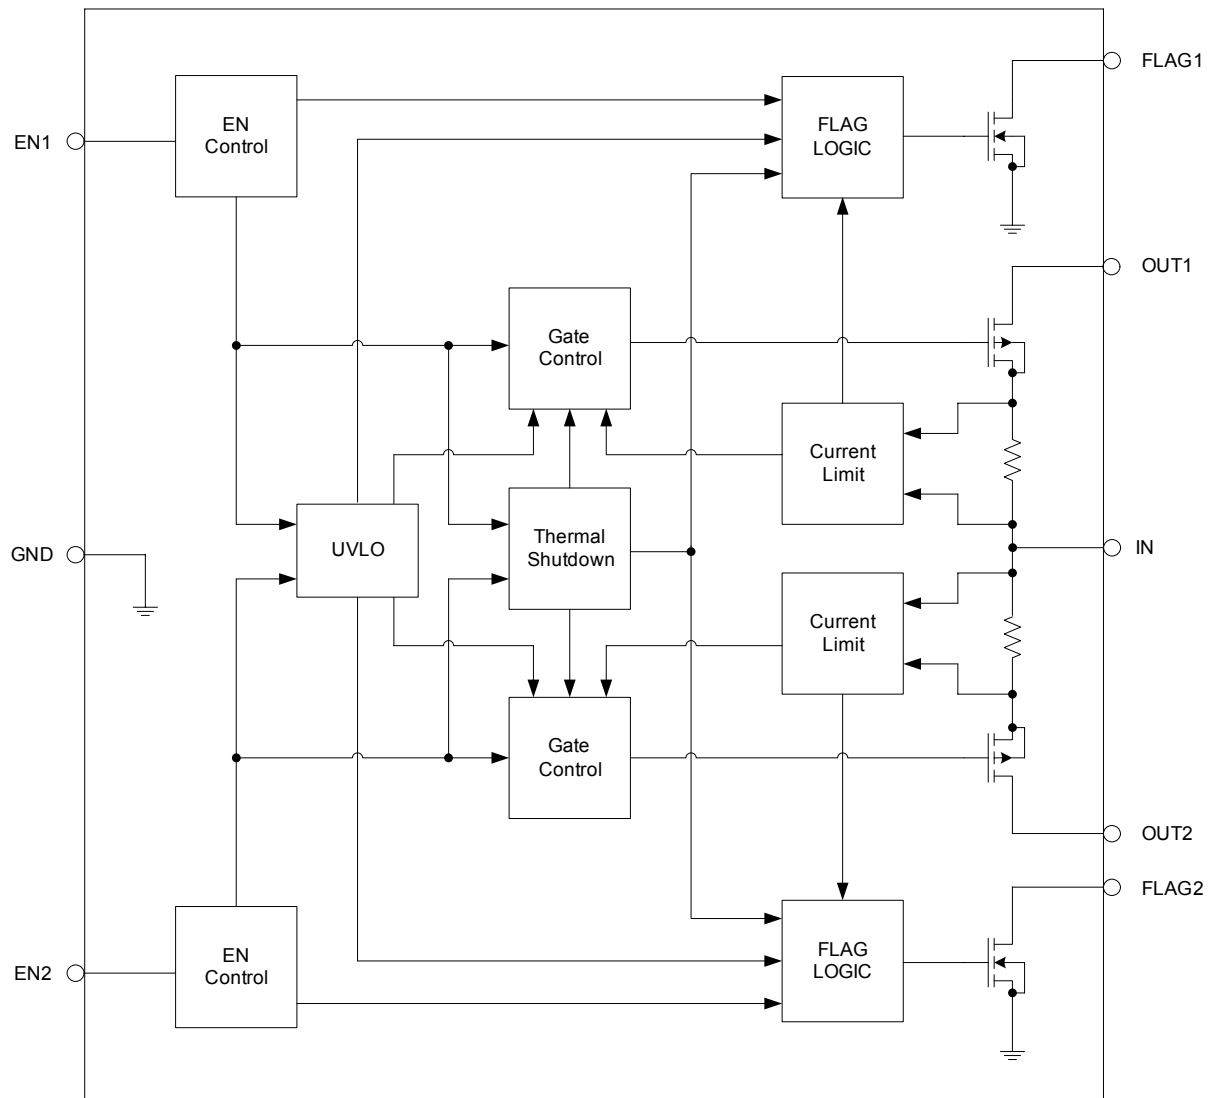 FLAG1
EN
Control
FLAG
LOGIC
EN1
OUT1
Gate
Control
Current
Limit
Thermal
Shutdown
UVLO
GND
IN
Current
Limit
Gate
Control
OUT2
FLAG2
EN
Control
FLAG
LOGIC
EN2